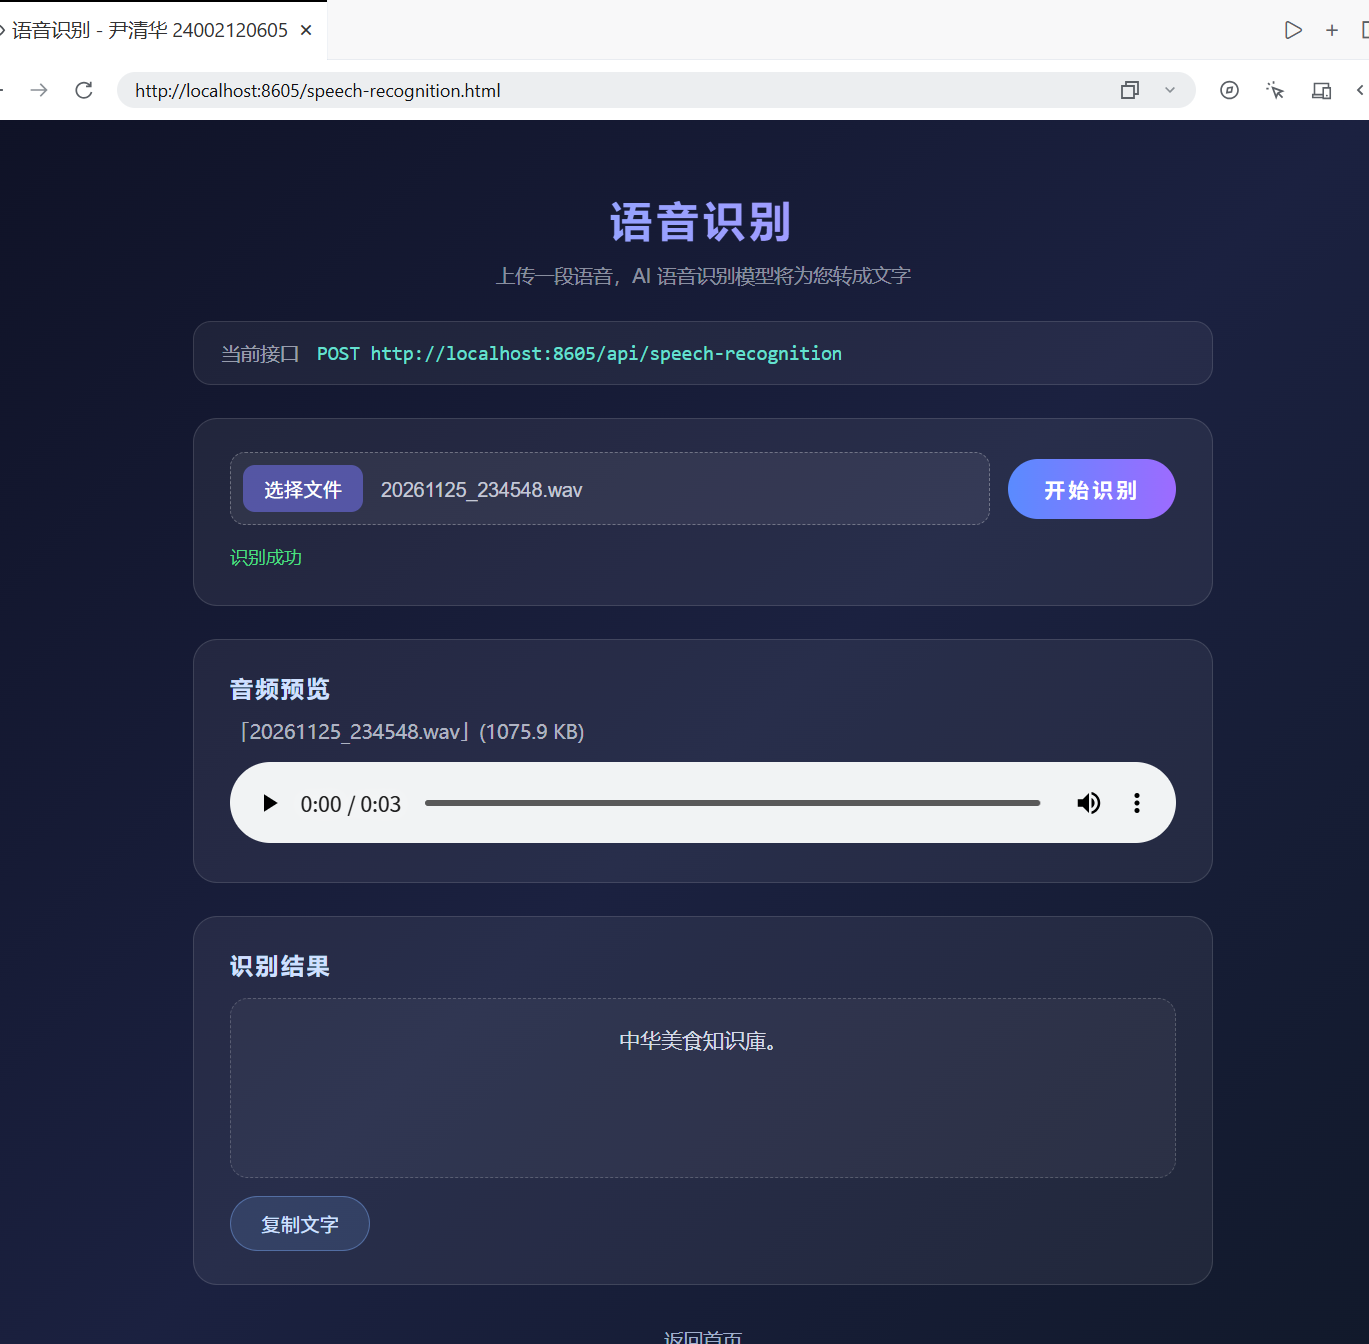 语音识别 - 尹清华 24002120605
http://localhost:8605/speech-recognition.html
语音识别
上传一段语音，AI 语音识别模型将为您转成文字
当前接口 POST http://localhost:8605/api/speech-recognition
选择文件 20261125_234548.wav
开始识别
识别成功
音频预览
「20261125_234548.wav」(1075.9 KB)
0:00 / 0:03
识别结果
中华美食知识庫。
复制文字
返回首页